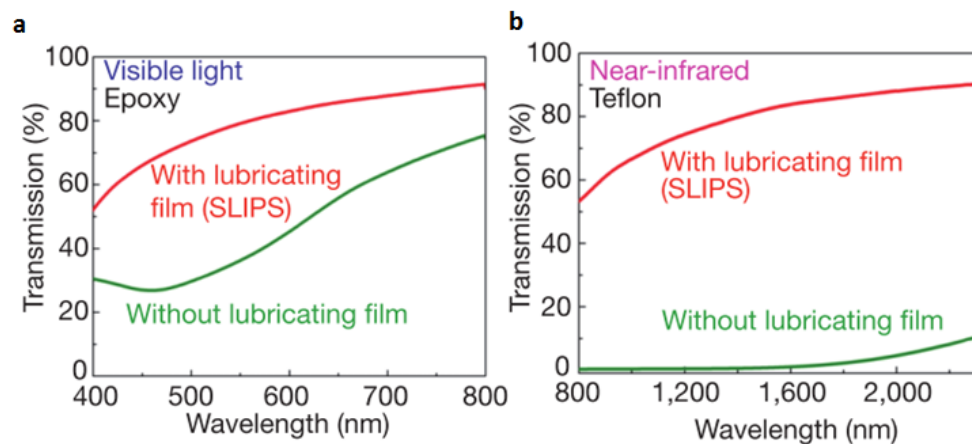 a
Visible light
Epoxy
With lubricating
film (SLIPS)
Without lubricating film
Transmission (%)
100
80
60
40
20
0
400
500
600
700
800
Wavelength (nm)
b
Near-infrared
Teflon
With lubricating film
(SLIPS)
Without lubricating film
Transmission (%)
100
80
60
40
20
0
800
1,200
1,600
2,000
Wavelength (nm)